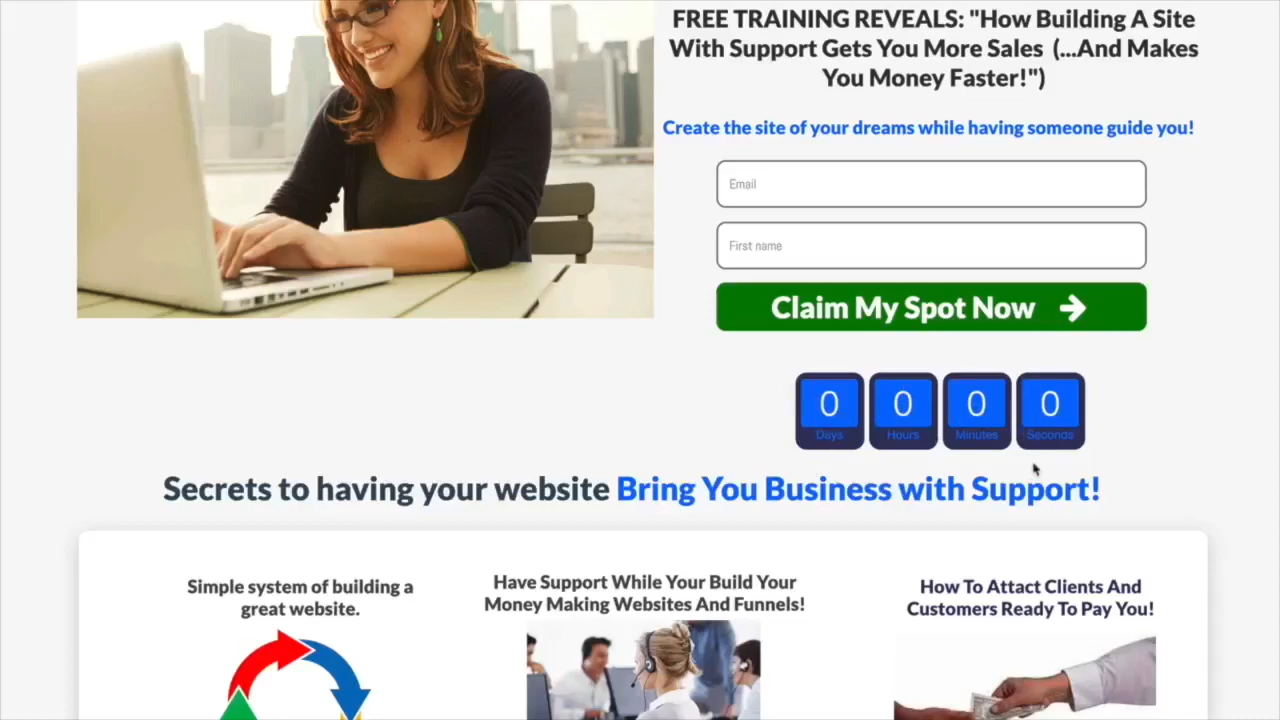 FREE TRAINING REVEALS: "How Building A Site
With Support Gets You More Sales (...And Makes
You Money Faster!")
Create the site of your dreams while having someone guide you!
Email
First name
Claim My Spot Now
0 0 0 0
Days Hours Minutes Seconds
Secrets to having your website Bring You Business with Support!
Simple system of building a
great website.
Have Support While Your Build Your
Money Making Websites And Funnels!
How To Attact Clients And
Customers Ready To Pay You!